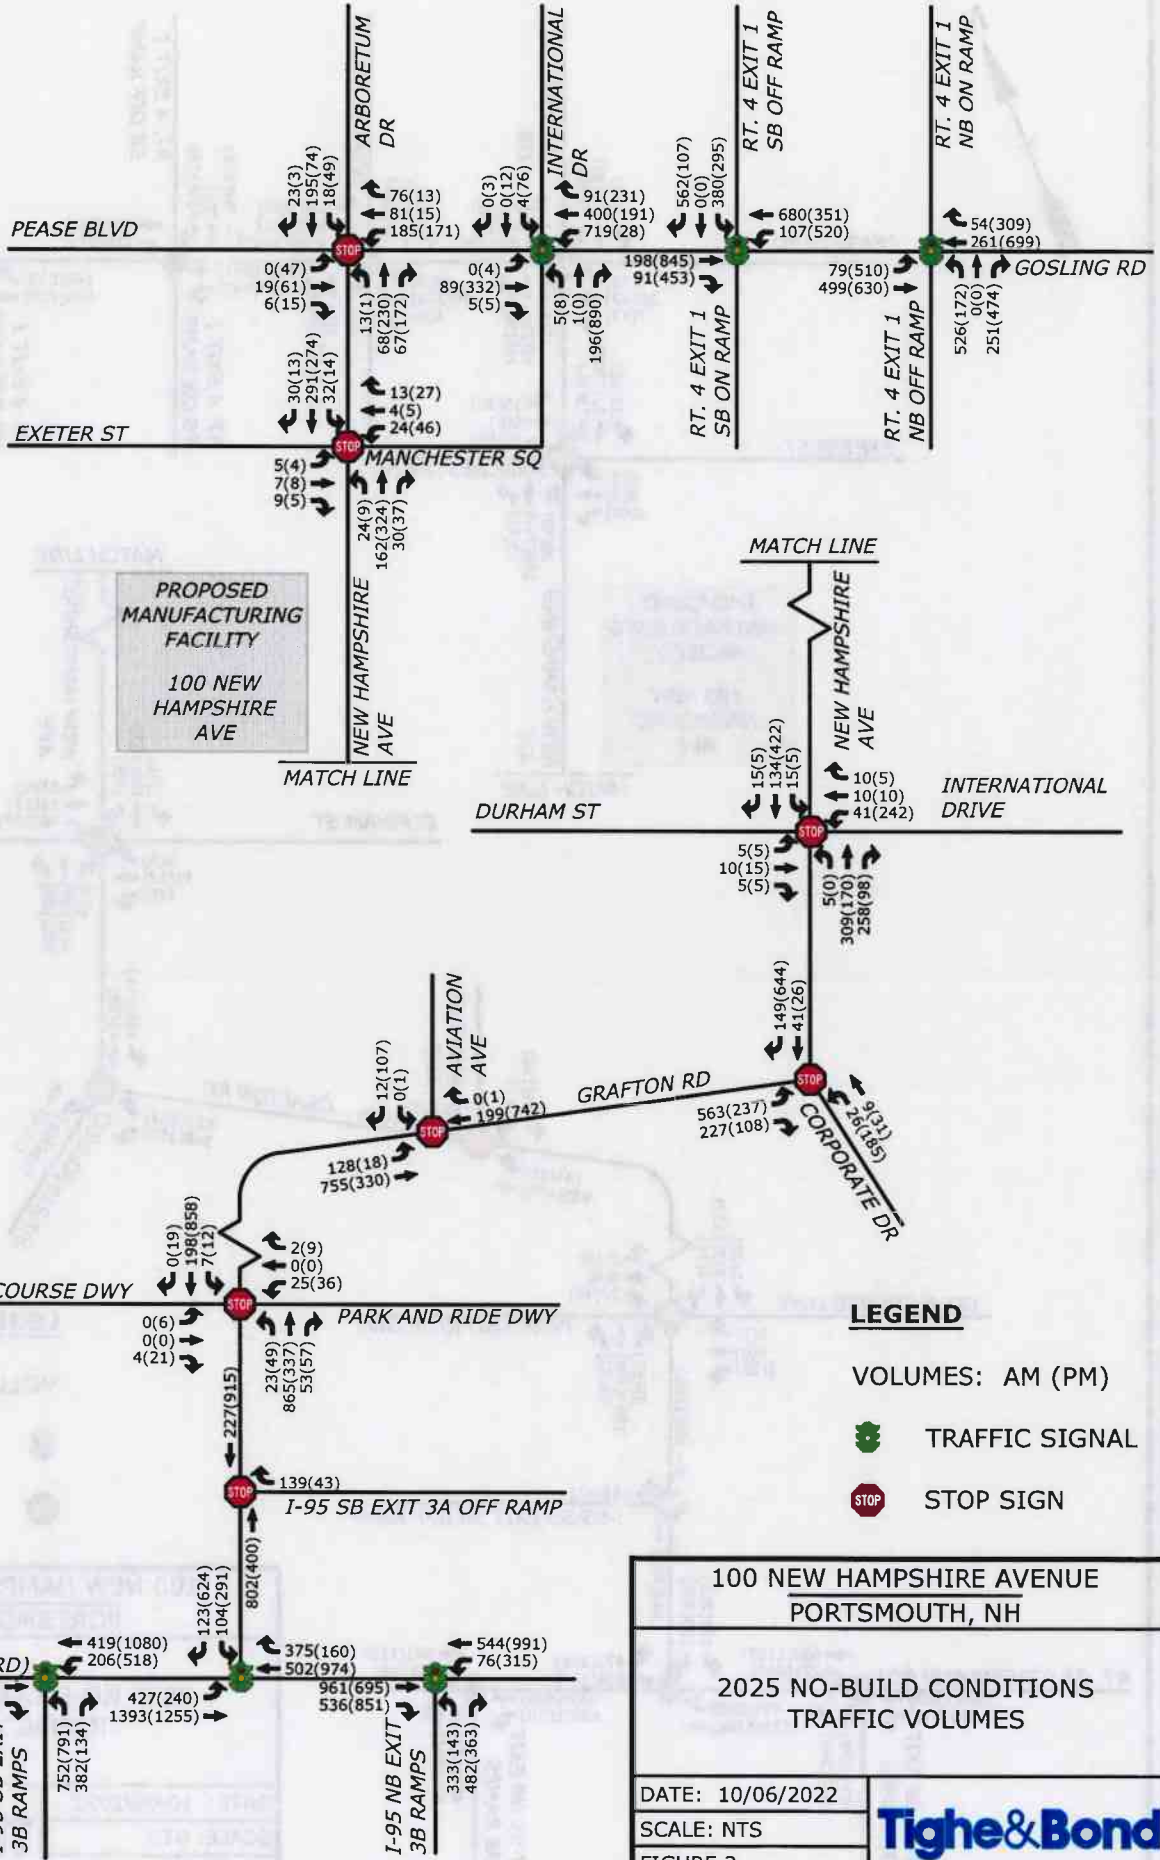 ARBORETUM
DR
INTERNATIONAL
DR
RT. 4 EXIT 1
SB OFF RAMP
RT. 4 EXIT 1
NB ON RAMP
23(3)
195(74)
18(49)
76(13)
81(15)
185(171)
0(3)
0(12)
4(76)
91(231)
400(191)
719(28)
562(107)
0(0)
380(295)
680(351)
107(520)
54(309)
261(699)
PEASE BLVD
STOP
GOSLING RD
0(47)
19(61)
6(15)
13(1)
68(230)
67(172)
0(4)
89(332)
5(5)
5(8)
1(0)
196(890)
198(845)
91(453)
79(510)
499(630)
526(172)
0(0)
251(474)
RT. 4 EXIT 1
SB ON RAMP
RT. 4 EXIT 1
NB OFF RAMP
30(13)
291(274)
32(14)
13(27)
4(5)
24(46)
EXETER ST
STOP
MANCHESTER SQ
5(4)
7(8)
9(5)
24(9)
162(324)
30(37)
PROPOSED
MANUFACTURING
FACILITY
100 NEW
HAMPSHIRE
AVE
NEW HAMPSHIRE
AVE
MATCH LINE
MATCH LINE
NEW HAMPSHIRE
AVE
15(5)
134(422)
15(5)
10(5)
10(10)
41(242)
DURHAM ST
STOP
INTERNATIONAL
DRIVE
5(5)
10(15)
5(5)
5(0)
309(170)
258(98)
149(644)
41(26)
AVIATION
AVE
12(107)
0(1)
0(1)
199(742)
STOP
GRAFTON RD
STOP
128(18)
755(330)
563(237)
227(108)
9(31)
26(185)
CORPORATE DR
0(19)
198(858)
7(12)
2(9)
0(0)
25(36)
COURSE DWY
STOP
PARK AND RIDE DWY
0(6)
0(0)
4(21)
23(49)
865(337)
53(57)
227(915)
139(43)
STOP
I-95 SB EXIT 3A OFF RAMP
802(400)
123(624)
104(291)
419(1080)
206(518)
375(160)
502(974)
544(991)
76(315)
RD)
427(240)
1393(1255)
961(695)
536(851)
752(791)
382(134)
333(143)
482(363)
3B RAMPS
I-95 NB EXIT
3B RAMPS
LEGEND
VOLUMES: AM (PM)
TRAFFIC SIGNAL
STOP
STOP SIGN
100 NEW HAMPSHIRE AVENUE
PORTSMOUTH, NH
2025 NO-BUILD CONDITIONS
TRAFFIC VOLUMES
DATE: 10/06/2022
SCALE: NTS
Tighe&Bond